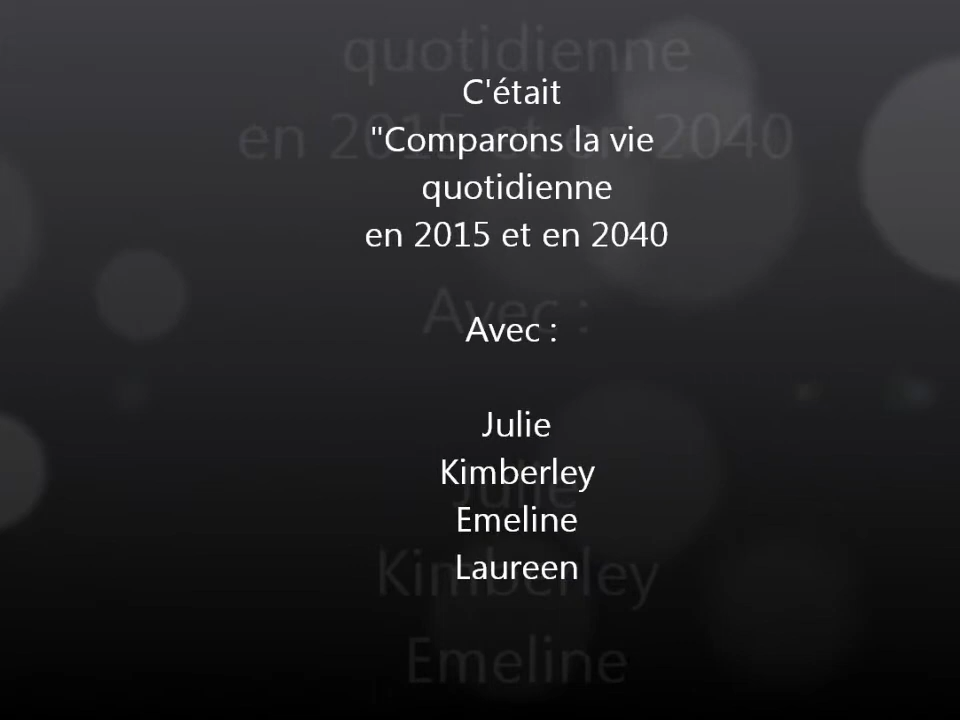 C'était
"Comparons la vie
quotidienne
en 2015 et en 2040
Avec :
Julie
Kimberley
Emeline
Laureen